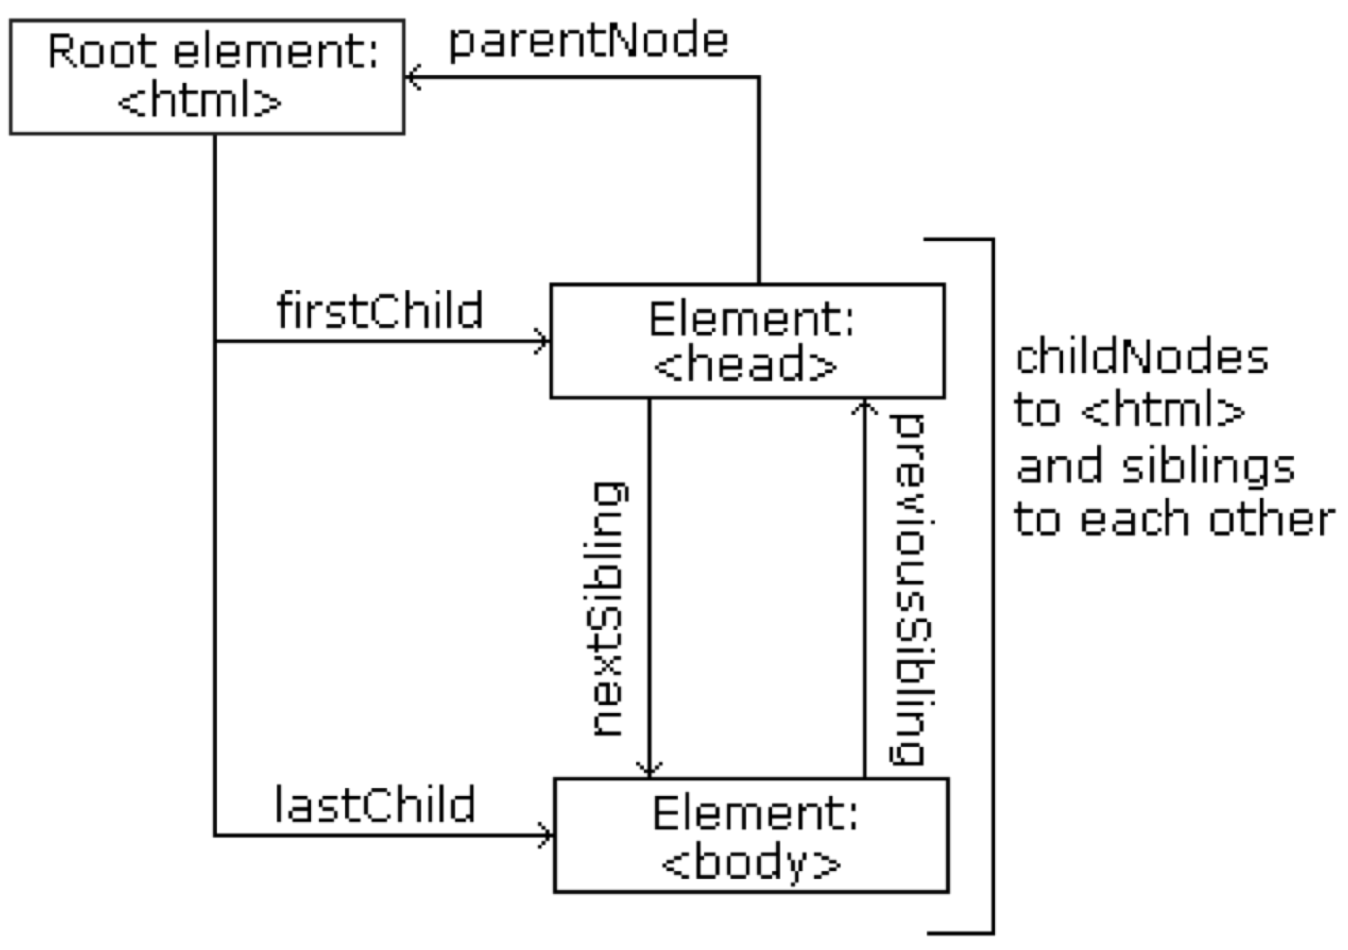 Root element:
<html>
parentNode
firstChild
Element:
<head>
childNodes
to <html>
and siblings
to each other
nextSibling
previousSibling
lastChild
Element:
<body>